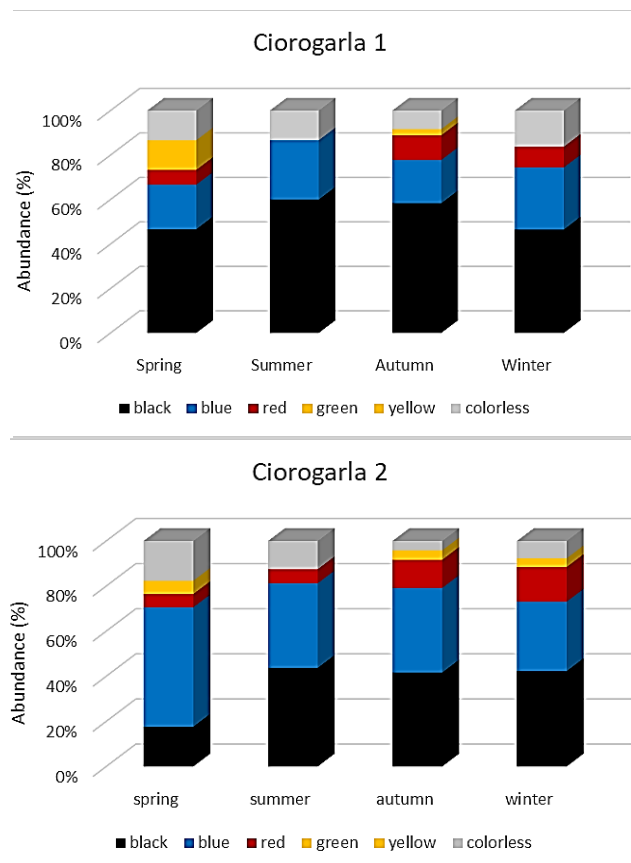 Ciorogarla 1
100%
80%
60%
40%
20%
0%
Abundance (%)
Spring Summer Autumn Winter
black blue red green yellow colorless
Ciorogarla 2
100%
80%
60%
40%
20%
0%
Abundance (%)
spring summer autumn winter
black blue red green yellow colorless